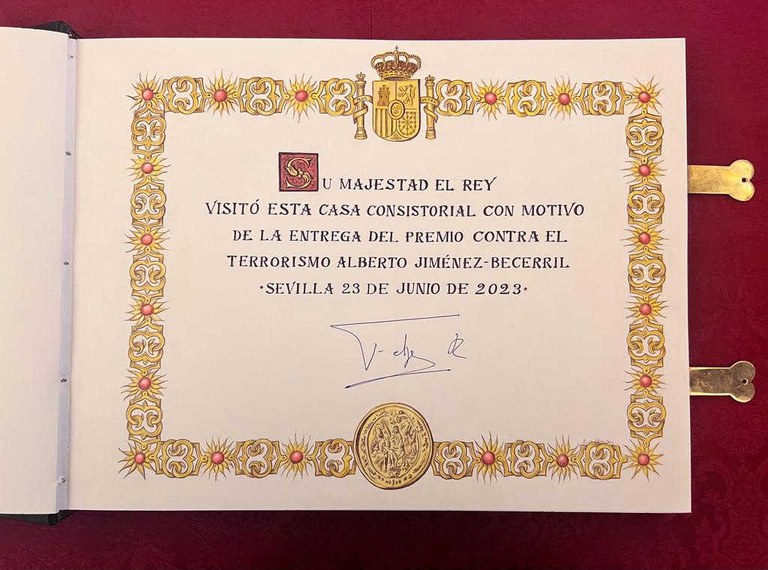 SU MAJESTAD EL REY
VISITÓ ESTA CASA CONSISTORIAL CON MOTIVO
DE LA ENTREGA DEL PREMIO CONTRA EL
TERRORISMO ALBERTO JIMÉNEZ-BECERRIL
·SEVILLA 23 DE JUNIO DE 2023·